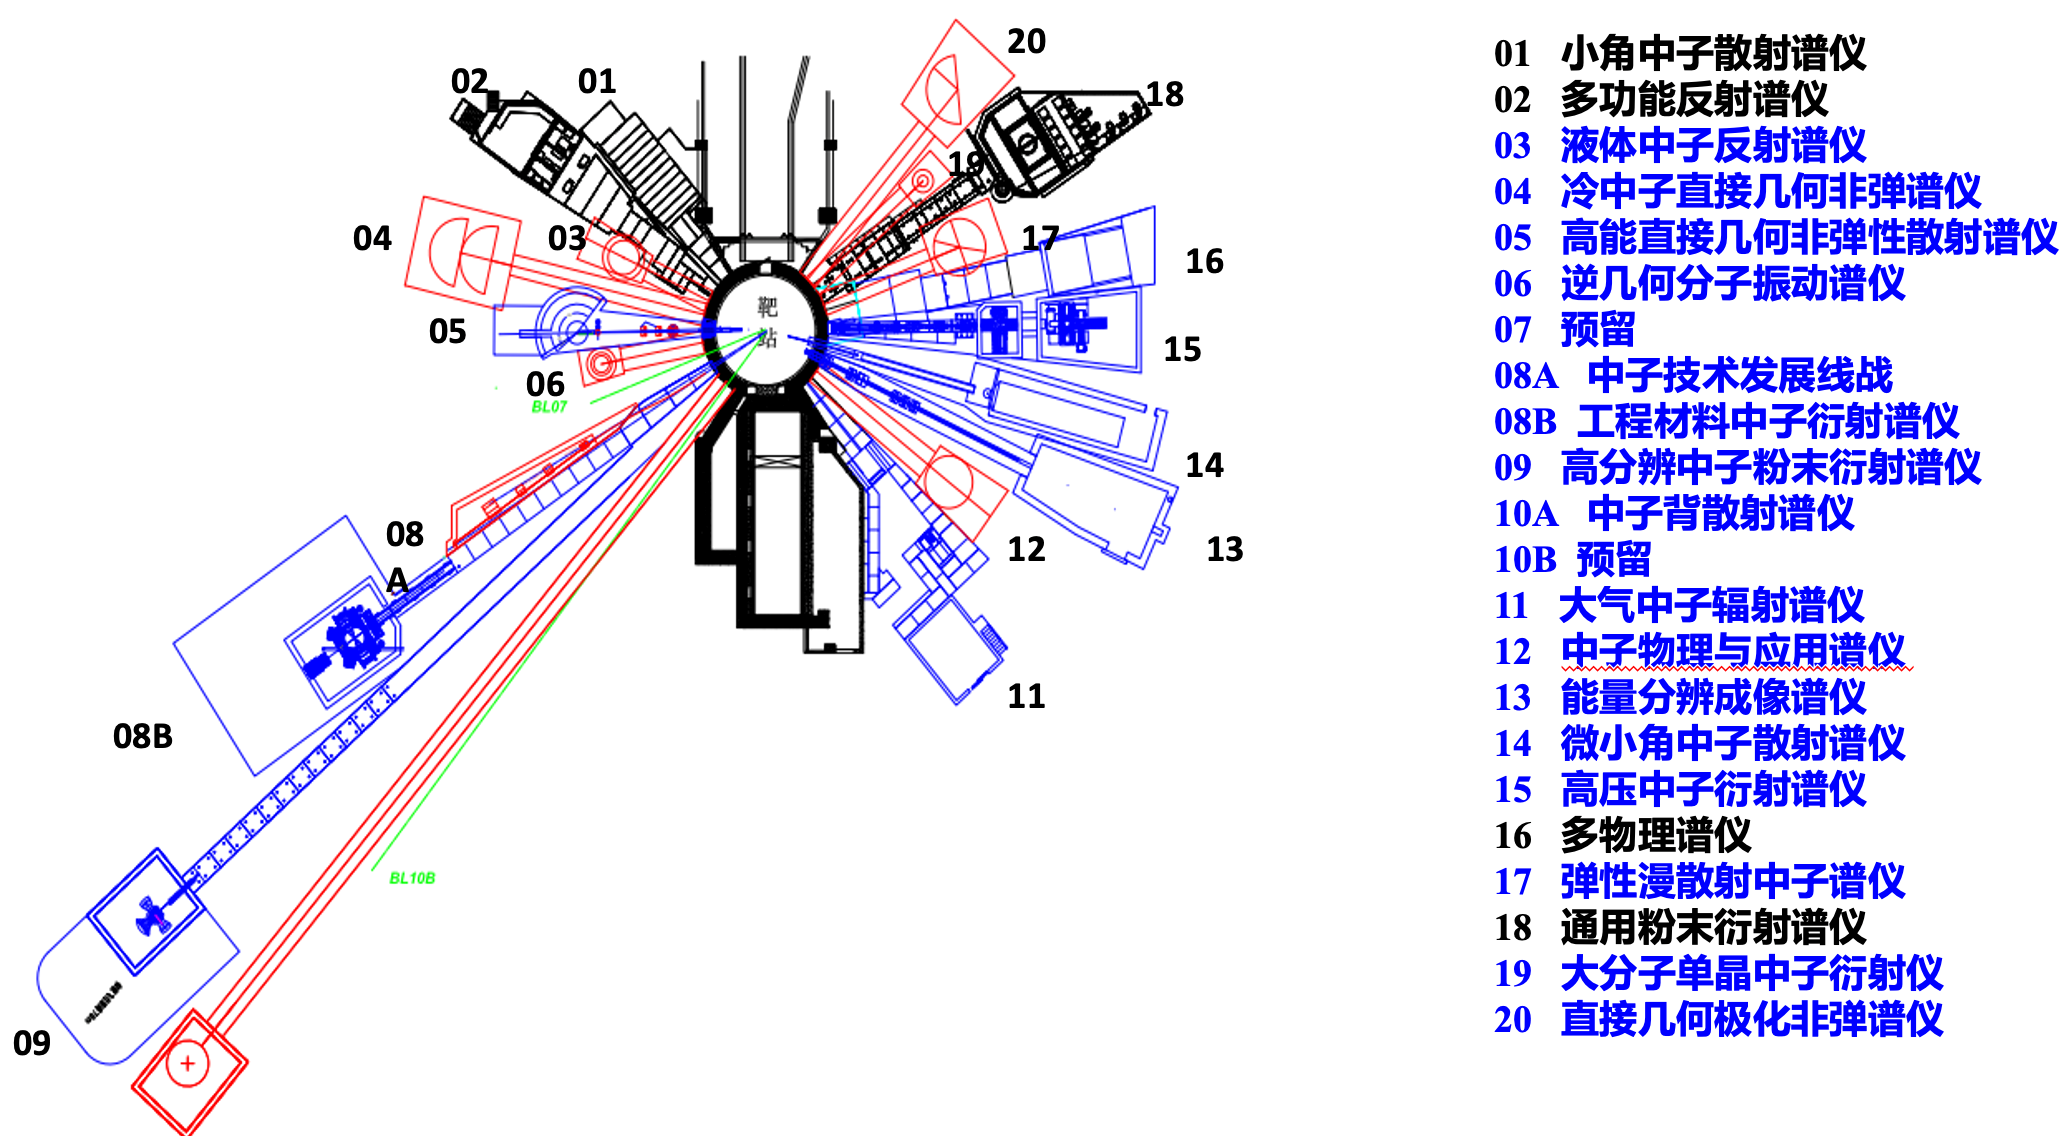 20
02
01
18
19
04
03
17
16
靶
站
05
15
06
BL07
14
08
A
12
13
11
08B
BL10B
09
01 小角中子散射谱仪
02 多功能反射谱仪
03 液体中子反射谱仪
04 冷中子直接几何非弹谱仪
05 高能直接几何非弹性散射谱仪
06 逆几何分子振动谱仪
07 预留
08A 中子技术发展线战
08B 工程材料中子衍射谱仪
09 高分辨中子粉末衍射谱仪
10A 中子背散射谱仪
10B 预留
11 大气中子辐射谱仪
12 中子物理与应用谱仪
13 能量分辨成像谱仪
14 微小角中子散射谱仪
15 高压中子衍射谱仪
16 多物理谱仪
17 弹性漫散射中子谱仪
18 通用粉末衍射谱仪
19 大分子单晶中子衍射仪
20 直接几何极化非弹谱仪